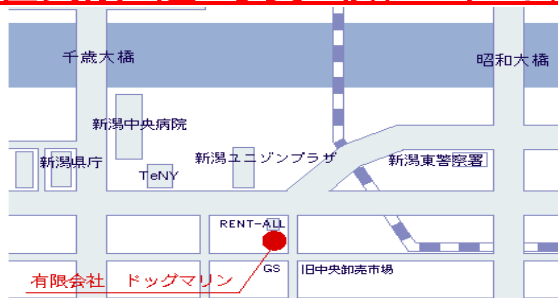 千歳大橋
昭和大橋
新潟中央病院
新潟県庁
TeNY
新潟ユニゾンプラザ
新潟東警察署
RENT-ALL
有限会社 ドッグマリン
GS
旧中央卸売市場